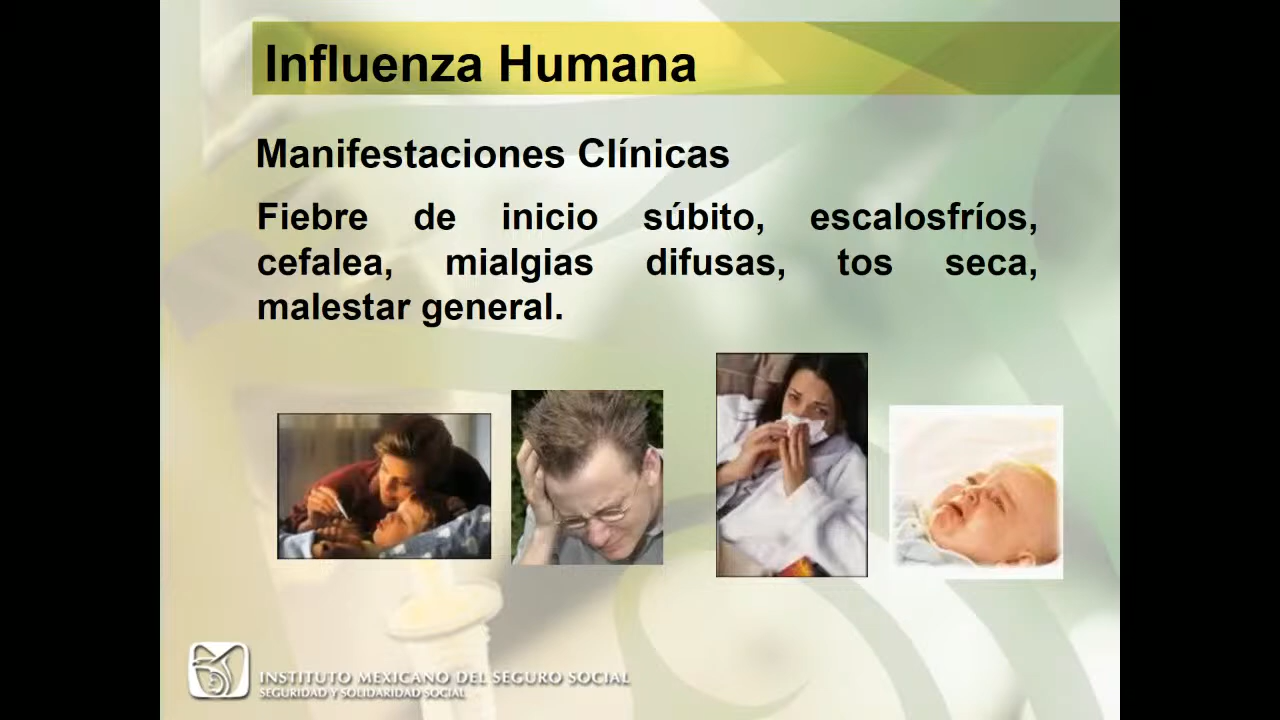 Influenza Humana
Manifestaciones Clínicas
Fiebre de inicio súbito, escalosfríos,
cefalea, mialgias difusas, tos seca,
malestar general.
INSTITUTO MEXICANO DEL SEGURO SOCIAL
SEGURIDAD Y SOLIDARIDAD SOCIAL